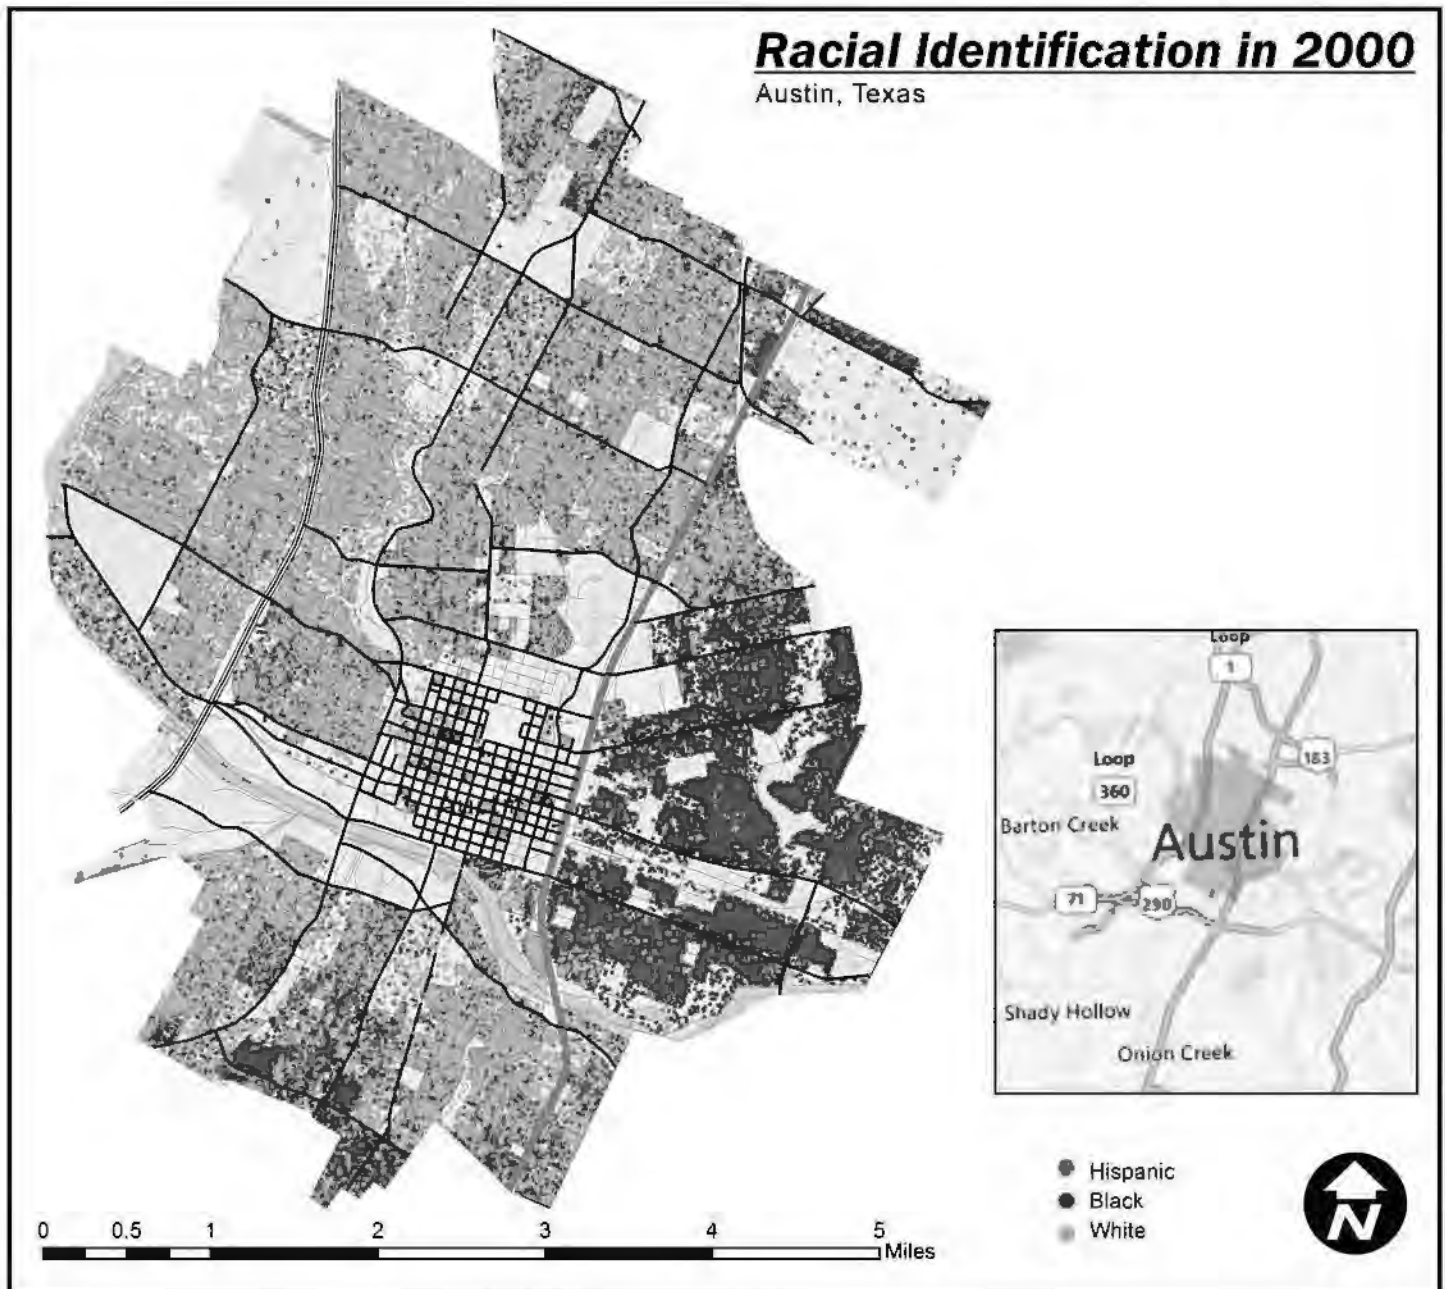 Racial Identification in 2000
Austin, Texas
Loop
1
183
Loop
360
Barton Creek
Austin
71
290
Shady Hollow
Onion Creek
Hispanic
Black
White
N
0 0.5 1 2 3 4 5
Miles